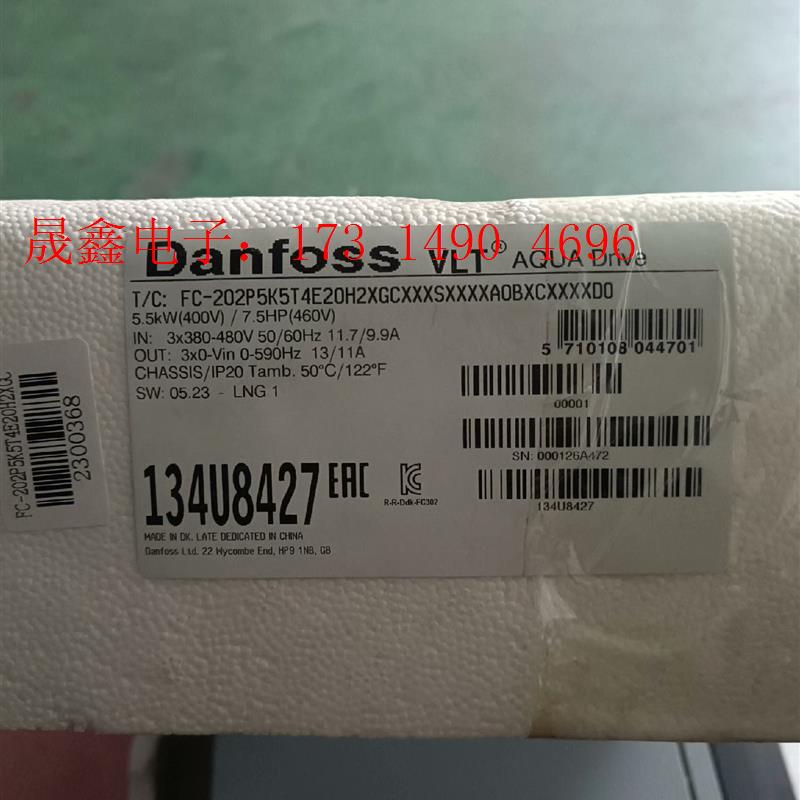 晟鑫电子：173 1490 4696
Danfoss VLT® AQUA Drive
T/C: FC-202P5K5T4E20H2XGCXXXSXXXXA0BXCXXXXD0
5.5kW(400V) / 7.5HP(460V)
IN: 3x380-480V 50/60Hz 11.7/9.9A
OUT: 3x0-Vin 0-590Hz 13/11A
CHASSIS/IP20 Tamb. 50°C/122°F
SW: 05.23 - LNG 1
5 710108 044701
00001
SN: 000126A472
134U8427
134U8427 EAC
R-R-Ddk-FC302
MADE IN DK. LATE DEDICATED IN CHINA
Danfoss Ltd. 22 Wycombe End, HP9 1NB, GB
FC-202P5K5T4E20H2XGC
2300368